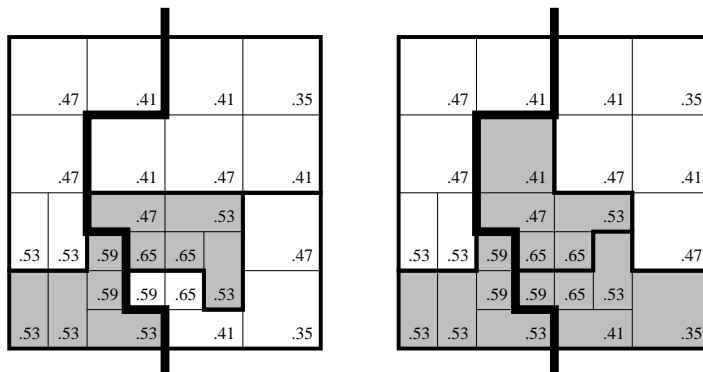 .47 .41 .41 .35 .47 .41 .41 .35
.47 .41 .47 .41 .47 .41 .47 .41
.47 .53 .47 .53
.53 .53 .59 .65 .65 .47 .53 .53 .59 .65 .65 .47
.59 .59 .65 .53 .59 .59 .65 .53
.53 .53 .53 .41 .35 .53 .53 .53 .41 .35